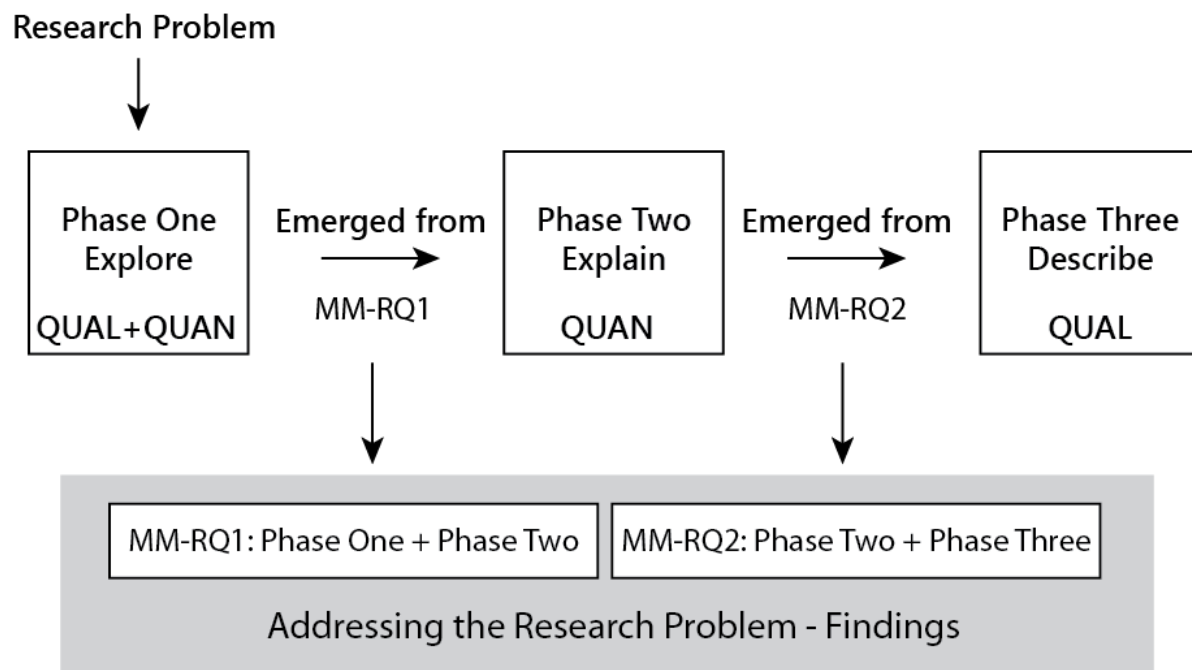 Research Problem
Phase One
Explore
QUAL+QUAN
Emerged from
MM-RQ1
Phase Two
Explain
QUAN
Emerged from
MM-RQ2
Phase Three
Describe
QUAL
MM-RQ1: Phase One + Phase Two
MM-RQ2: Phase Two + Phase Three
Addressing the Research Problem - Findings